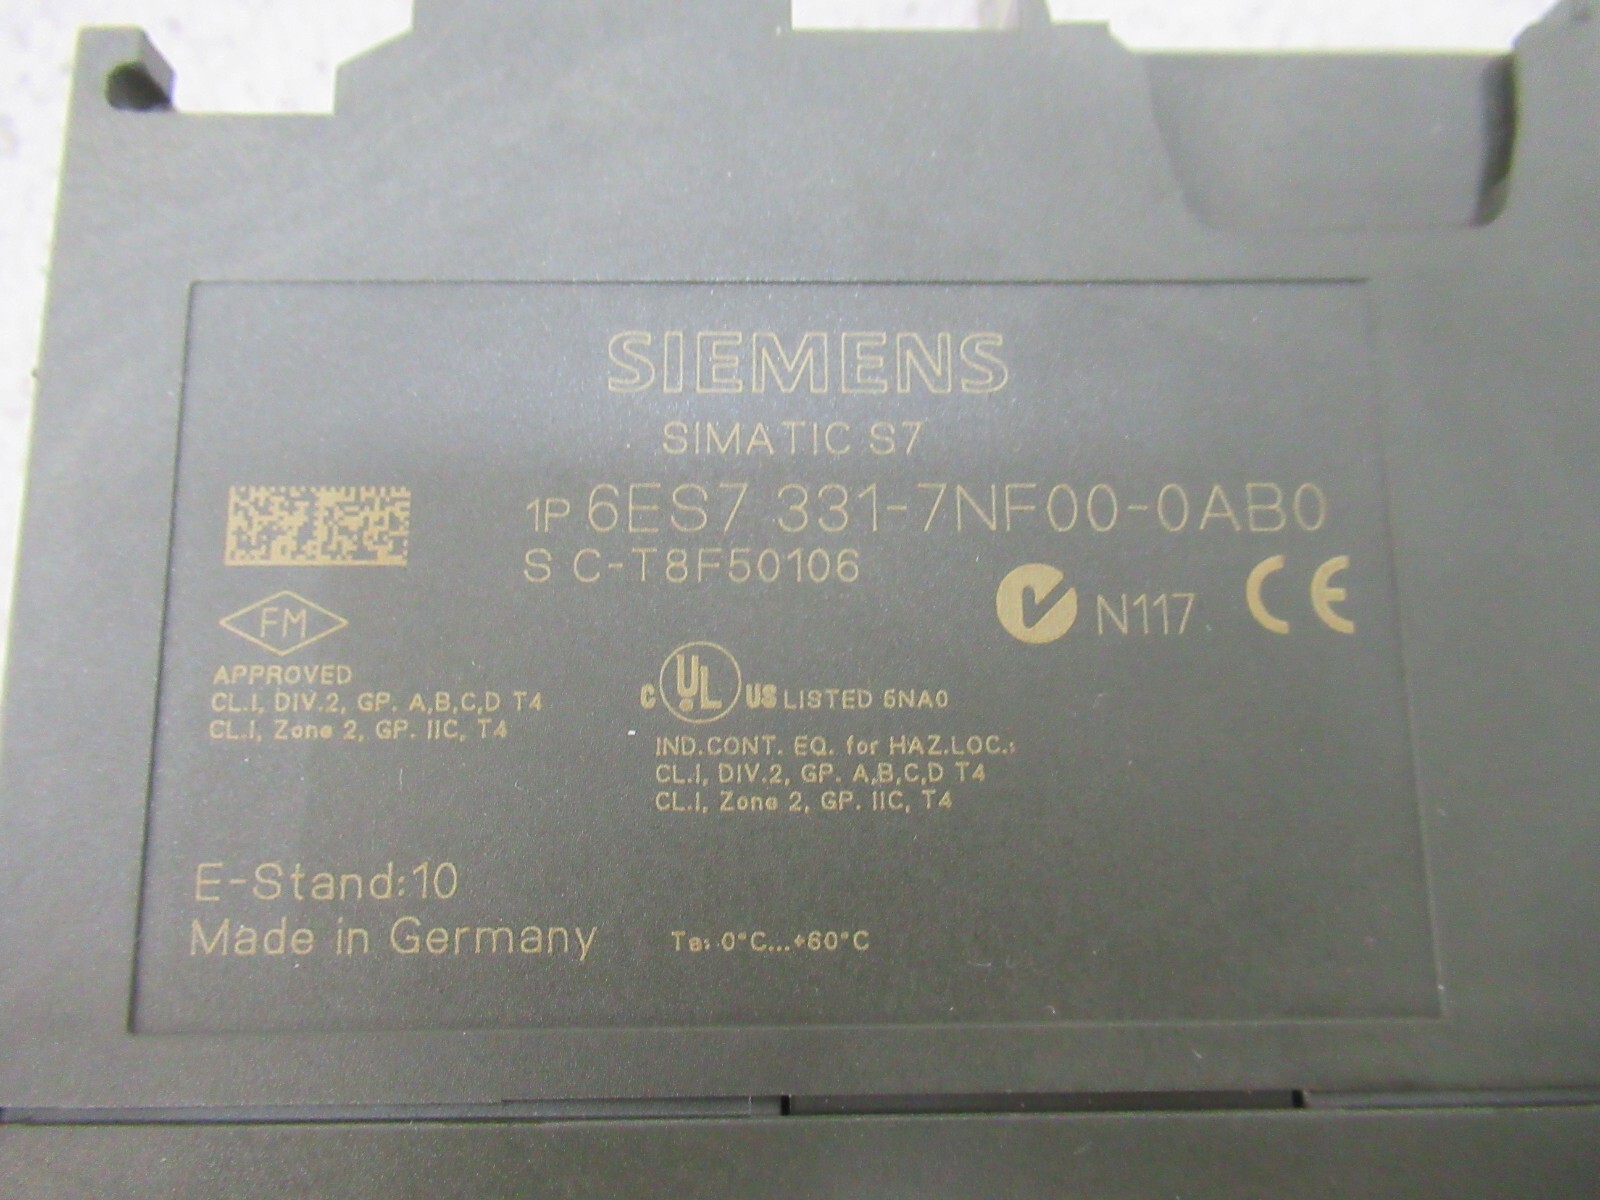 SIEMENS
SIMATIC S7
1P 6ES7 331-7NF00-0AB0
S C-T8F50106
N117
CE
FM
APPROVED
CL.I, DIV.2, GP. A,B,C,D T4
CL.I, Zone 2, GP. IIC, T4
C UL US LISTED 5NA0
IND.CONT. EQ. for HAZ.LOC.:
CL.I, DIV.2, GP. A,B,C,D T4
CL.I, Zone 2, GP. IIC, T4
E-Stand:10
Made in Germany
Ta: 0°C...+60°C